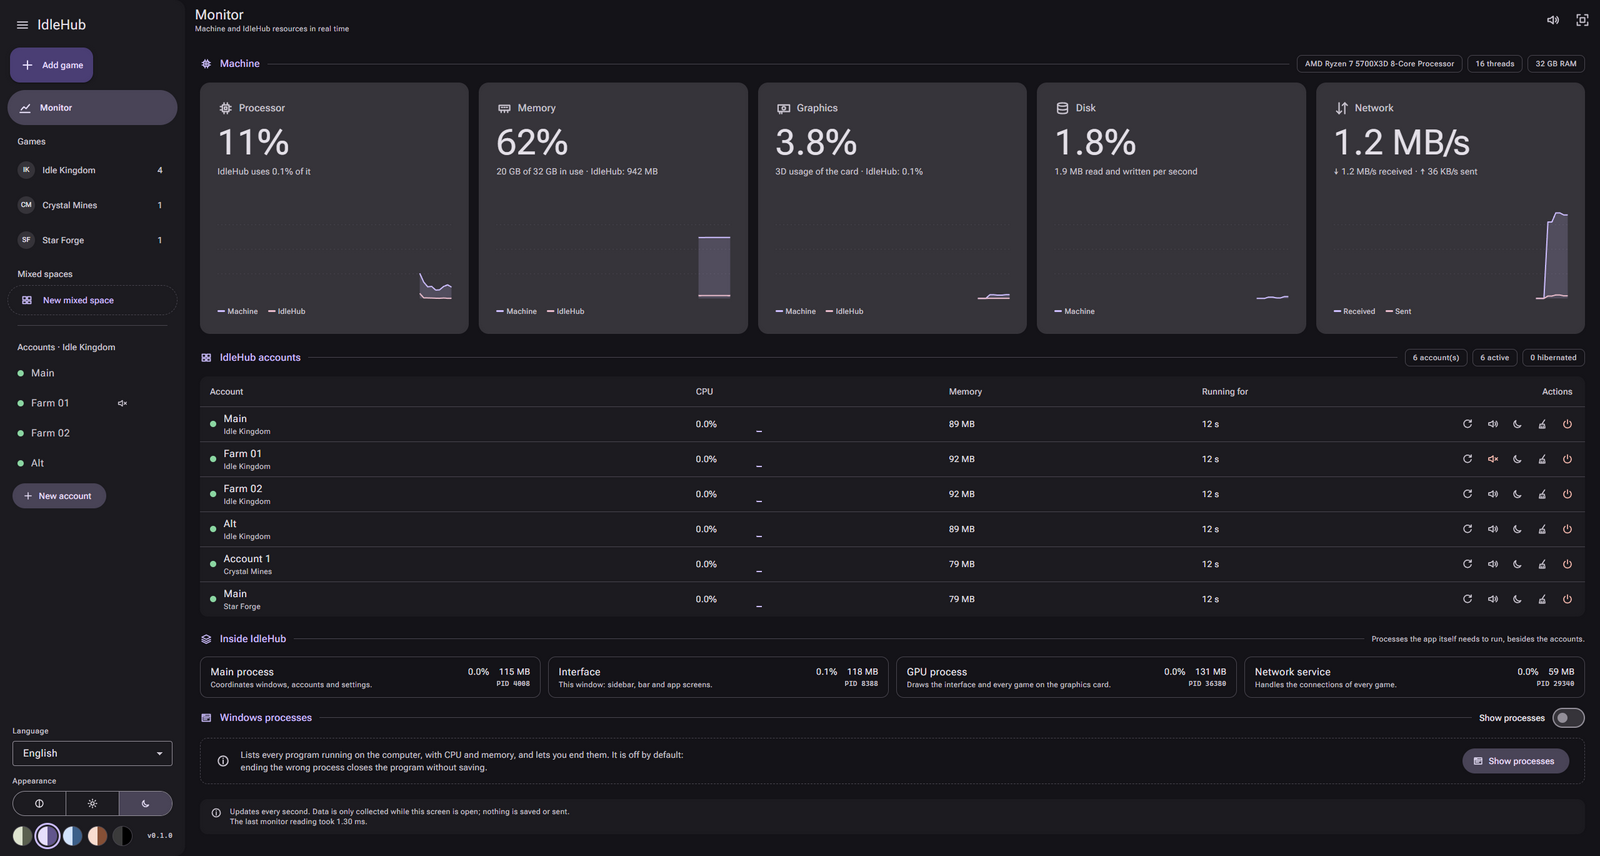 IdleHub
Add game
Monitor
Games
IK Idle Kingdom 4
CM Crystal Mines 1
SF Star Forge 1
Mixed spaces
New mixed space
Accounts · Idle Kingdom
Main
Farm 01
Farm 02
Alt
New account
Language
English
Appearance
v0.1.0
Monitor
Machine and IdleHub resources in real time
Machine
AMD Ryzen 7 5700X3D 8-Core Processor
16 threads
32 GB RAM
Processor
11%
IdleHub uses 0.1% of it
Machine IdleHub
Memory
62%
20 GB of 32 GB in use · IdleHub: 942 MB
Machine IdleHub
Graphics
3.8%
3D usage of the card · IdleHub: 0.1%
Machine IdleHub
Disk
1.8%
1.9 MB read and written per second
Machine
Network
1.2 MB/s
↓ 1.2 MB/s received · ↑ 36 KB/s sent
Received Sent
IdleHub accounts
6 account(s)
6 active
0 hibernated
Account CPU Memory Running for Actions
Main 0.0% 89 MB 12 s
Idle Kingdom
Farm 01 0.0% 92 MB 12 s
Idle Kingdom
Farm 02 0.0% 92 MB 12 s
Idle Kingdom
Alt 0.0% 89 MB 12 s
Idle Kingdom
Account 1 0.0% 79 MB 12 s
Crystal Mines
Main 0.0% 79 MB 12 s
Star Forge
Inside IdleHub
Processes the app itself needs to run, besides the accounts.
Main process 0.0% 115 MB
Coordinates windows, accounts and settings. PID 4008
Interface 0.1% 118 MB
This window: sidebar, bar and app screens. PID 8388
GPU process 0.0% 131 MB
Draws the interface and every game on the graphics card. PID 36380
Network service 0.0% 59 MB
Handles the connections of every game. PID 29340
Windows processes
Show processes
Lists every program running on the computer, with CPU and memory, and lets you end them. It is off by default:
ending the wrong process closes the program without saving.
Show processes
Updates every second. Data is only collected while this screen is open; nothing is saved or sent.
The last monitor reading took 1.30 ms.